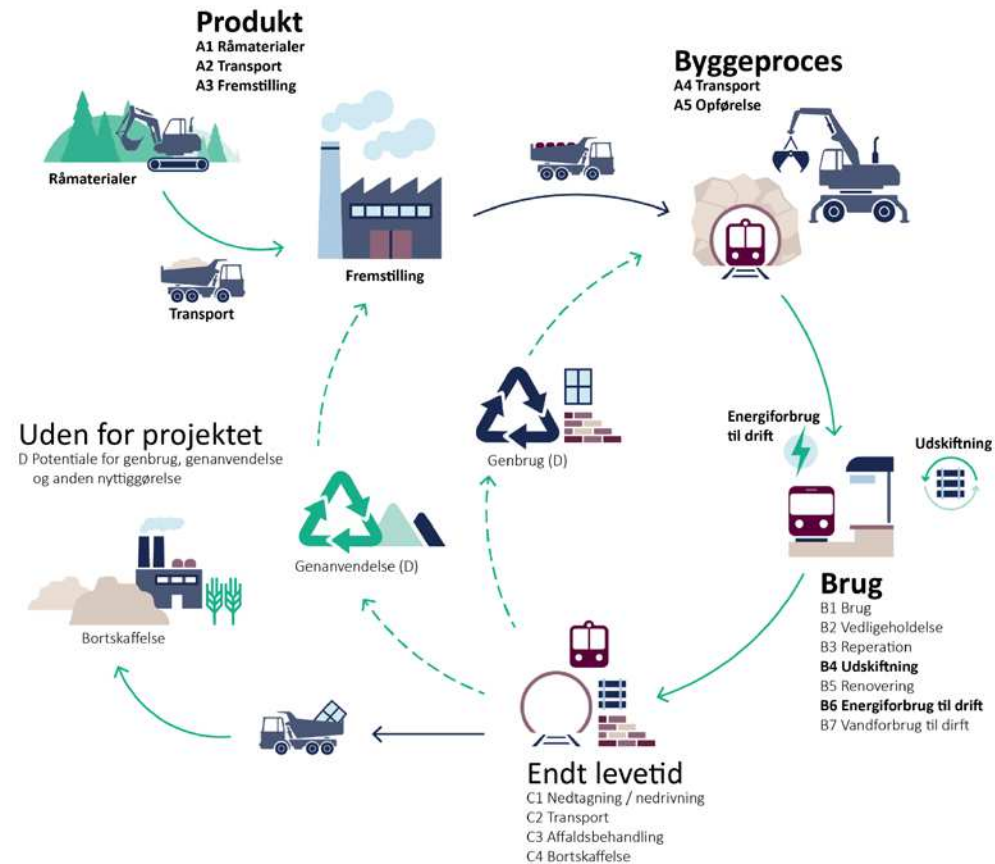 Produkt
A1 Råmaterialer
A2 Transport
A3 Fremstilling
Råmaterialer
Transport
Fremstilling
Byggeproces
A4 Transport
A5 Opførelse
Energiforbrug
til drift
Udskiftning
Brug
B1 Brug
B2 Vedligeholdelse
B3 Reperation
B4 Udskiftning
B5 Renovering
B6 Energiforbrug til drift
B7 Vandforbrug til dirft
Genbrug (D)
Genanvendelse (D)
Uden for projektet
D Potentiale for genbrug, genanvendelse
og anden nyttiggørelse
Bortskaffelse
Endt levetid
C1 Nedtagning / nedrivning
C2 Transport
C3 Affaldsbehandling
C4 Bortskaffelse